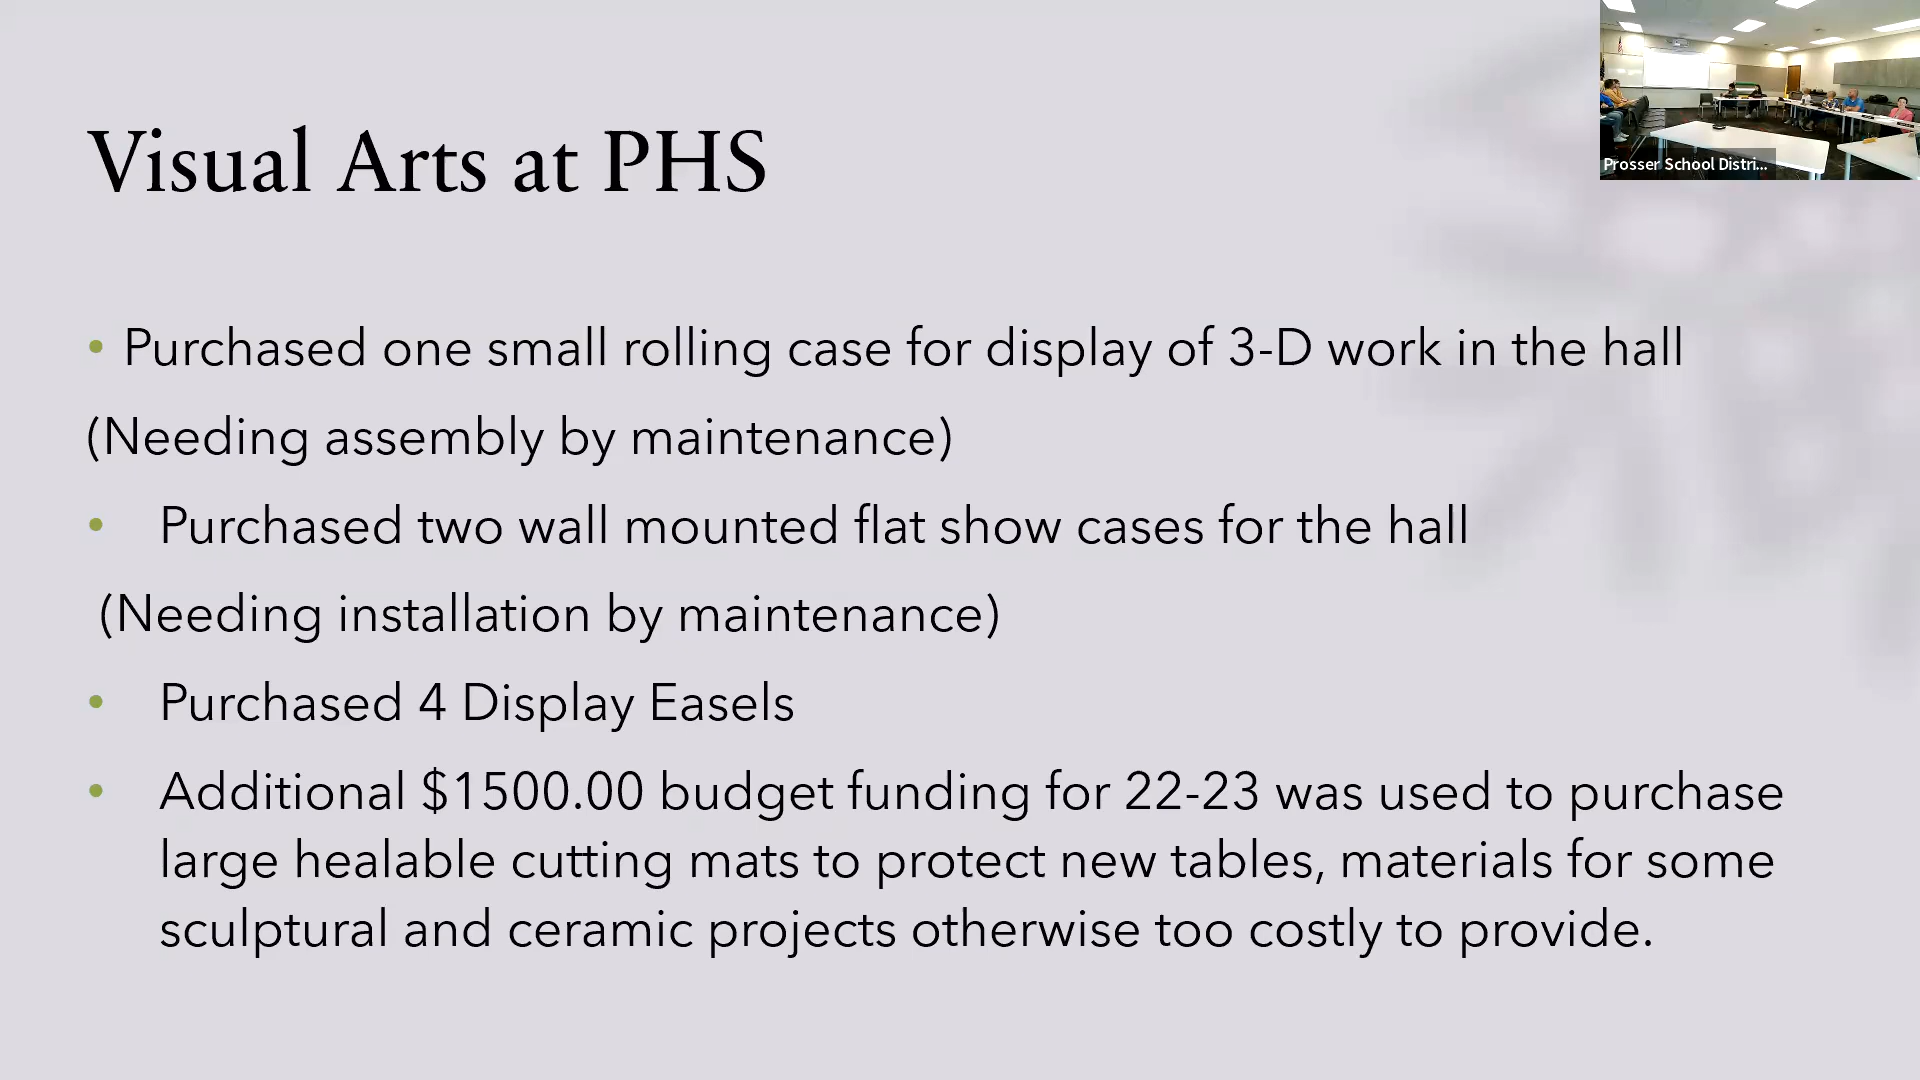 Visual Arts at PHS
Prosser School Distri...
• Purchased one small rolling case for display of 3-D work in the hall
(Needing assembly by maintenance)
• Purchased two wall mounted flat show cases for the hall
(Needing installation by maintenance)
• Purchased 4 Display Easels
• Additional $1500.00 budget funding for 22-23 was used to purchase
large healable cutting mats to protect new tables, materials for some
sculptural and ceramic projects otherwise too costly to provide.